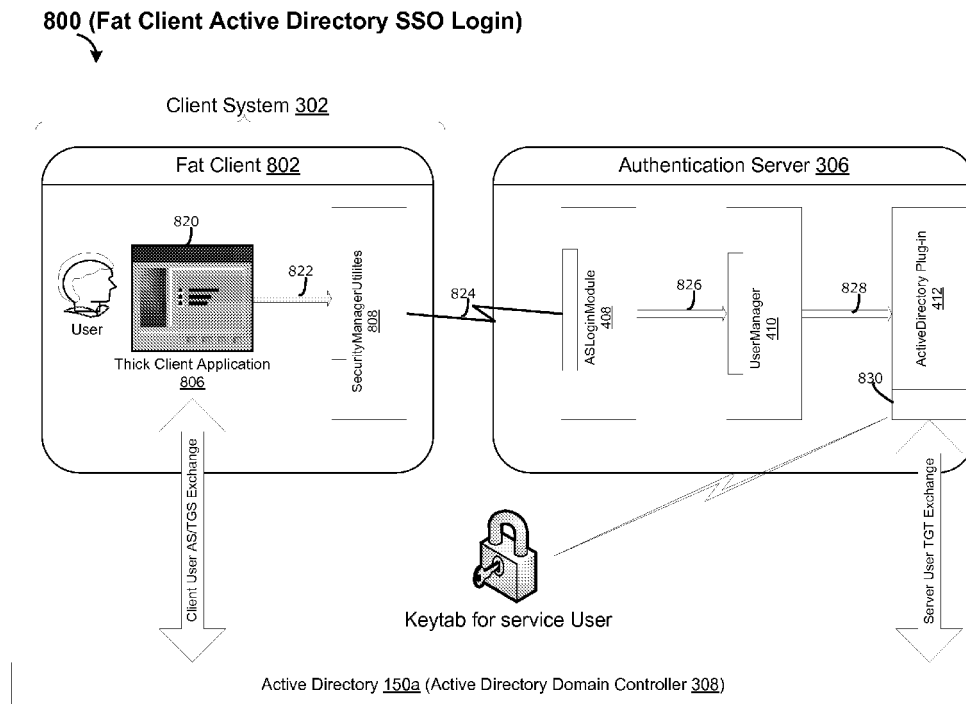 800 (Fat Client Active Directory SSO Login)
Client System 302
Fat Client 802
Authentication Server 306
820
822
824
826
828
830
User
Thick Client Application
806
SecurityManagerUtilites
808
ASLoginModule
408
UserManager
410
ActiveDirectory Plug-in
412
Client User AS/TGS Exchange
Server User TGT Exchange
Keytab for service User
Active Directory 150a (Active Directory Domain Controller 308)